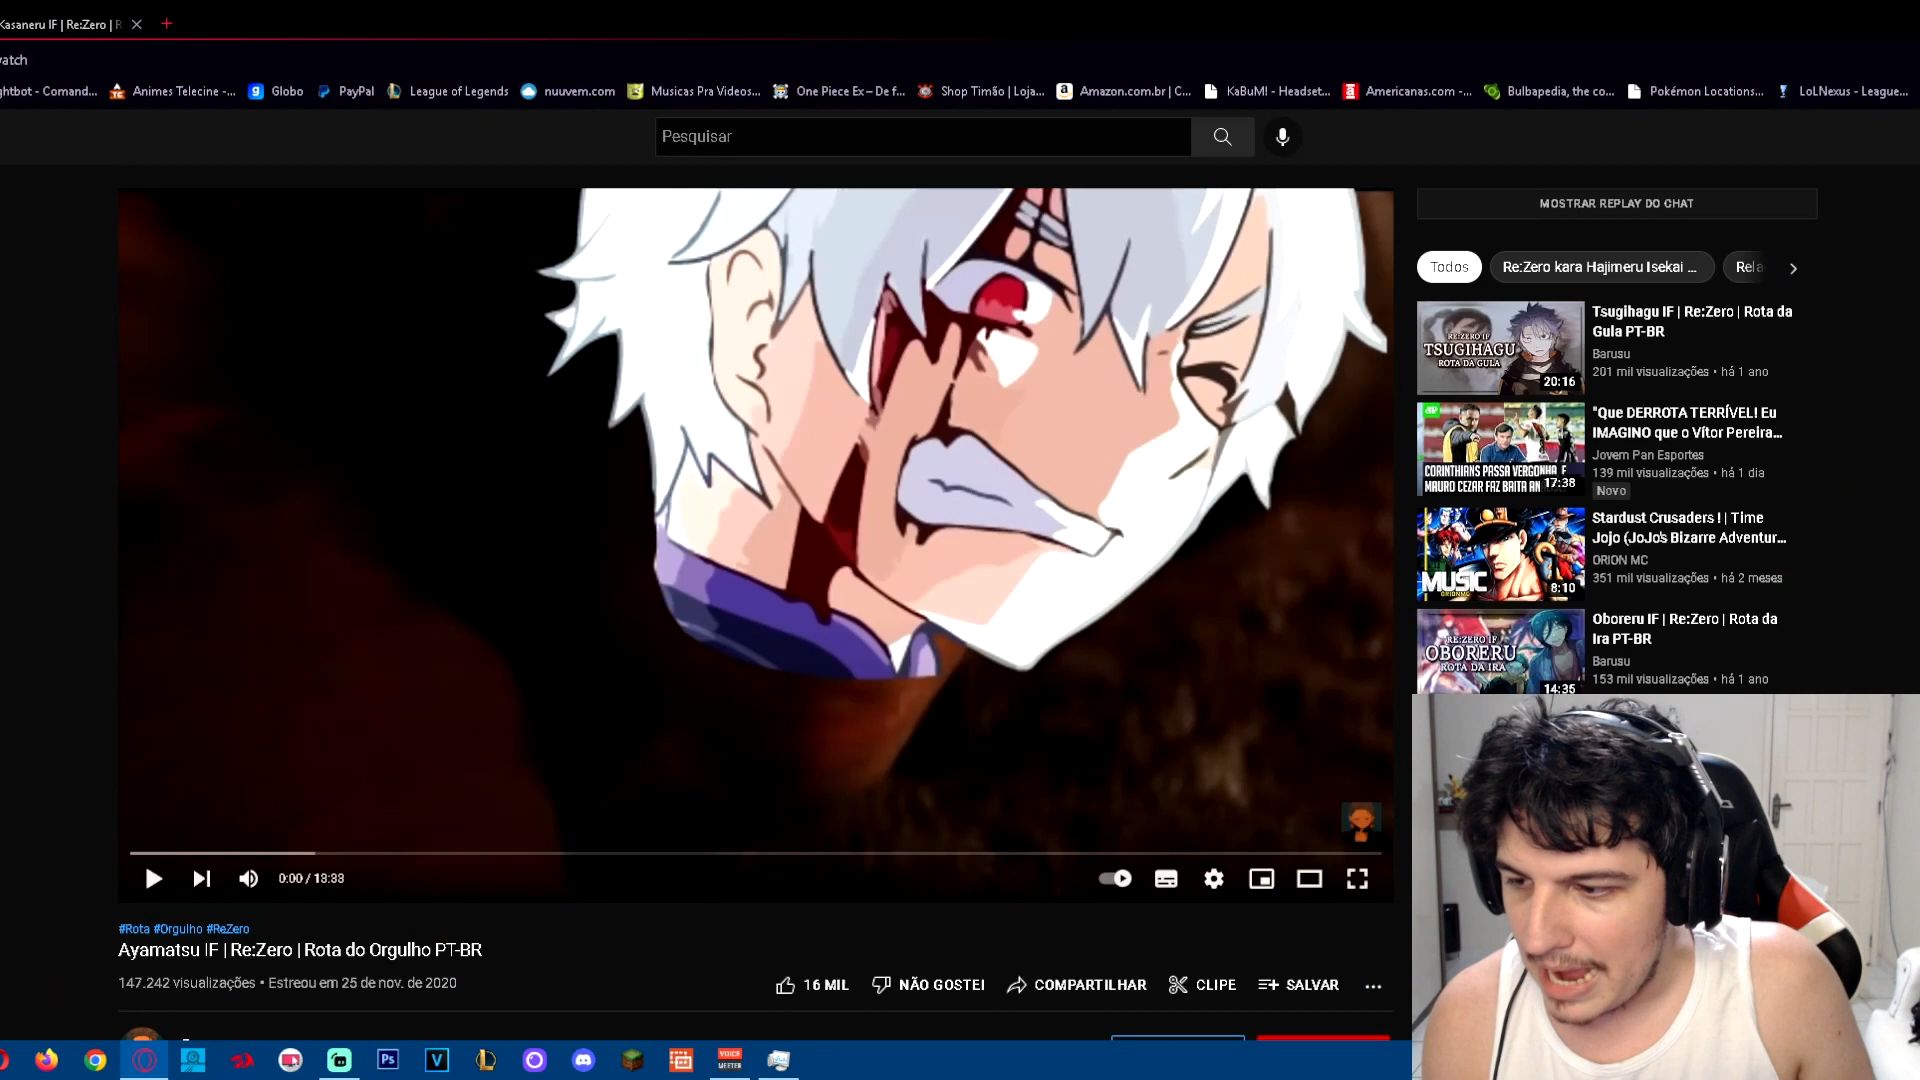 Kasaneru IF | Re:Zero | R
watch
ghtbot - Comand... Animes Telecine -... Globo PayPal League of Legends nuuvem.com Musicas Pra Videos... One Piece Ex – De f... Shop Timão | Loja... Amazon.com.br | C... KaBuM! - Headset... Americanas.com -... Bulbapedia, the co... Pokémon Locations... LoLNexus - League...
Pesquisar
MOSTRAR REPLAY DO CHAT
Todos Re:Zero kara Hajimeru Isekai ... Rela
RE:ZERO IF
TSUGIHAGU
ROTA DA GULA
20:16
Tsugihagu IF | Re:Zero | Rota da
Gula PT-BR
Barusu
201 mil visualizações • há 1 ano
CORINTHIANS PASSA VERGONHA E
MAURO CEZAR FAZ BAITA AN
17:38
"Que DERROTA TERRÍVEL! Eu
IMAGINO que o Vítor Pereira...
Jovem Pan Esportes
139 mil visualizações • há 1 dia
Novo
MUSIC
ORIONMC
8:10
Stardust Crusaders ! | Time
Jojo (JoJo's Bizarre Adventur...
ORION MC
351 mil visualizações • há 2 meses
RE:ZERO IF
OBORERU
ROTA DA IRA
14:35
Oboreru IF | Re:Zero | Rota da
Ira PT-BR
Barusu
153 mil visualizações • há 1 ano
0:00 / 13:33
#Rota #Orgulho #ReZero
Ayamatsu IF | Re:Zero | Rota do Orgulho PT-BR
147.242 visualizações • Estreou em 25 de nov. de 2020
16 MIL NÃO GOSTEI COMPARTILHAR CLIPE SALVAR
Ps V VOICE
MEETER